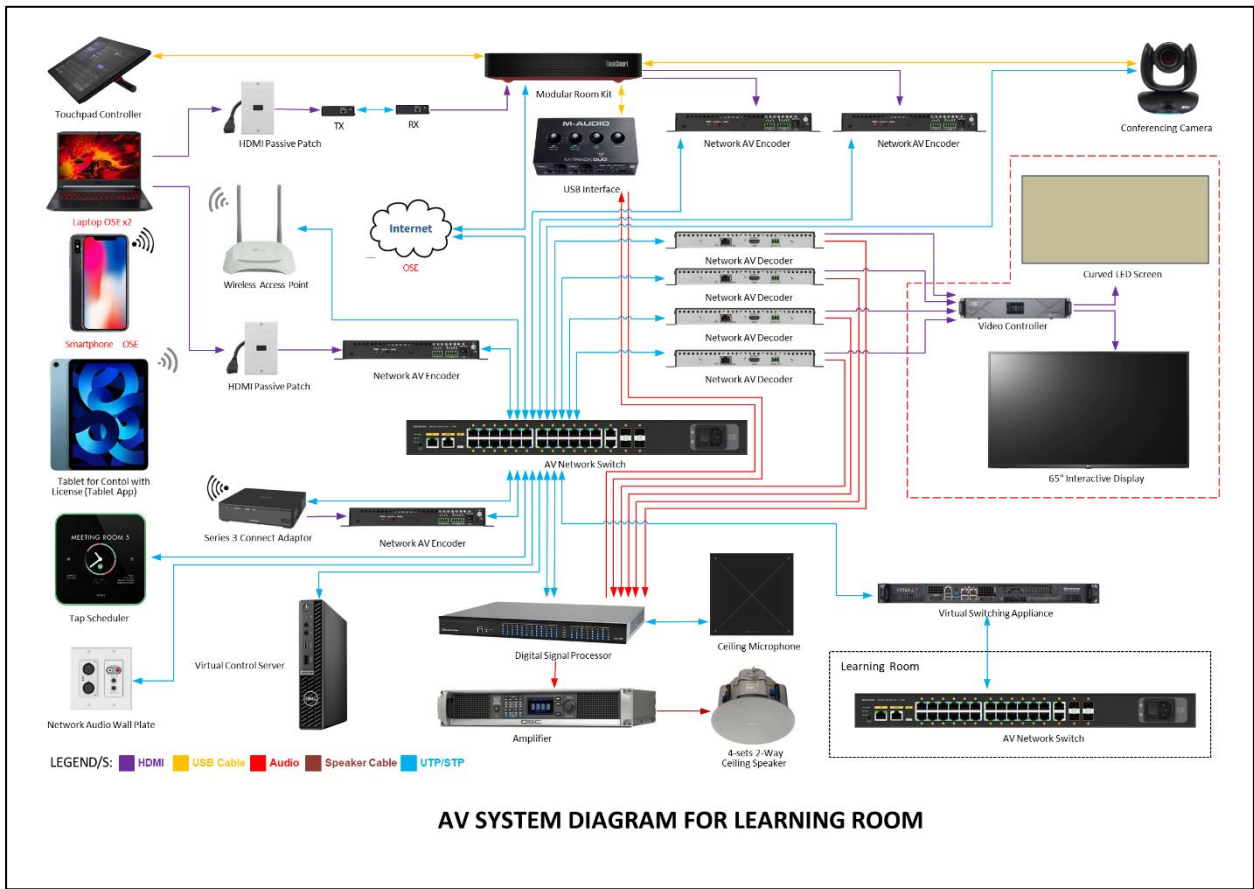 ThinkSmart
Touchpad Controller
HDMI Passive Patch
TX
RX
Modular Room Kit
M-AUDIO
M-TRACK DUO
USB Interface
Network AV Encoder
Network AV Encoder
Conferencing Camera
Laptop OSE x2
Wireless Access Point
Internet
OSE
Network AV Decoder
Network AV Decoder
Network AV Decoder
Network AV Decoder
Curved LED Screen
Video Controller
Smartphone OSE
HDMI Passive Patch
Network AV Encoder
65" Interactive Display
AV Network Switch
Tablet for Contol with
License (Tablet App)
Series 3 Connect Adaptor
Network AV Encoder
MEETING ROOM 5
Tap Scheduler
Virtual Control Server
DELL
Digital Signal Processor
Ceiling Microphone
Virtual Switching Appliance
Learning Room
AV Network Switch
Network Audio Wall Plate
QSC
Amplifier
4-sets 2-Way
Ceiling Speaker
LEGEND/S: HDMI USB Cable Audio Speaker Cable UTP/STP
AV SYSTEM DIAGRAM FOR LEARNING ROOM